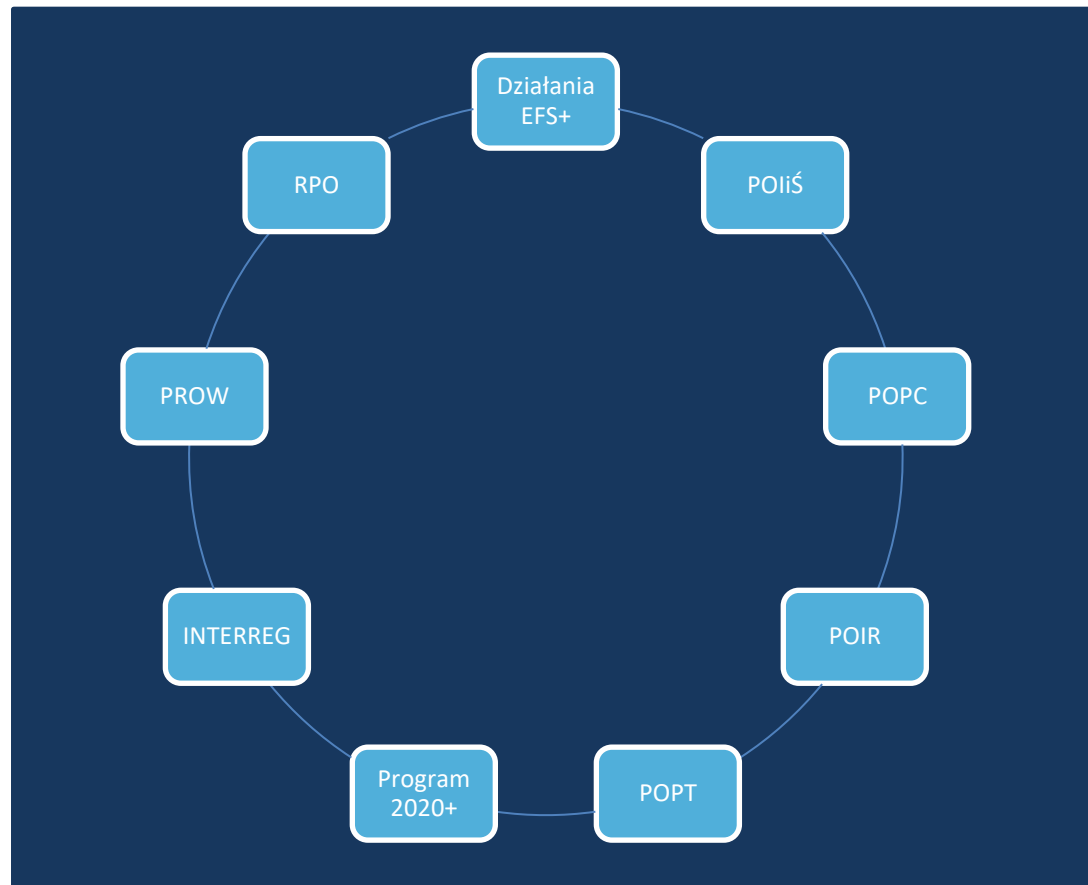 Działania
EFS+
POIiŚ
POPC
POIR
POPT
Program
2020+
INTERREG
PROW
RPO